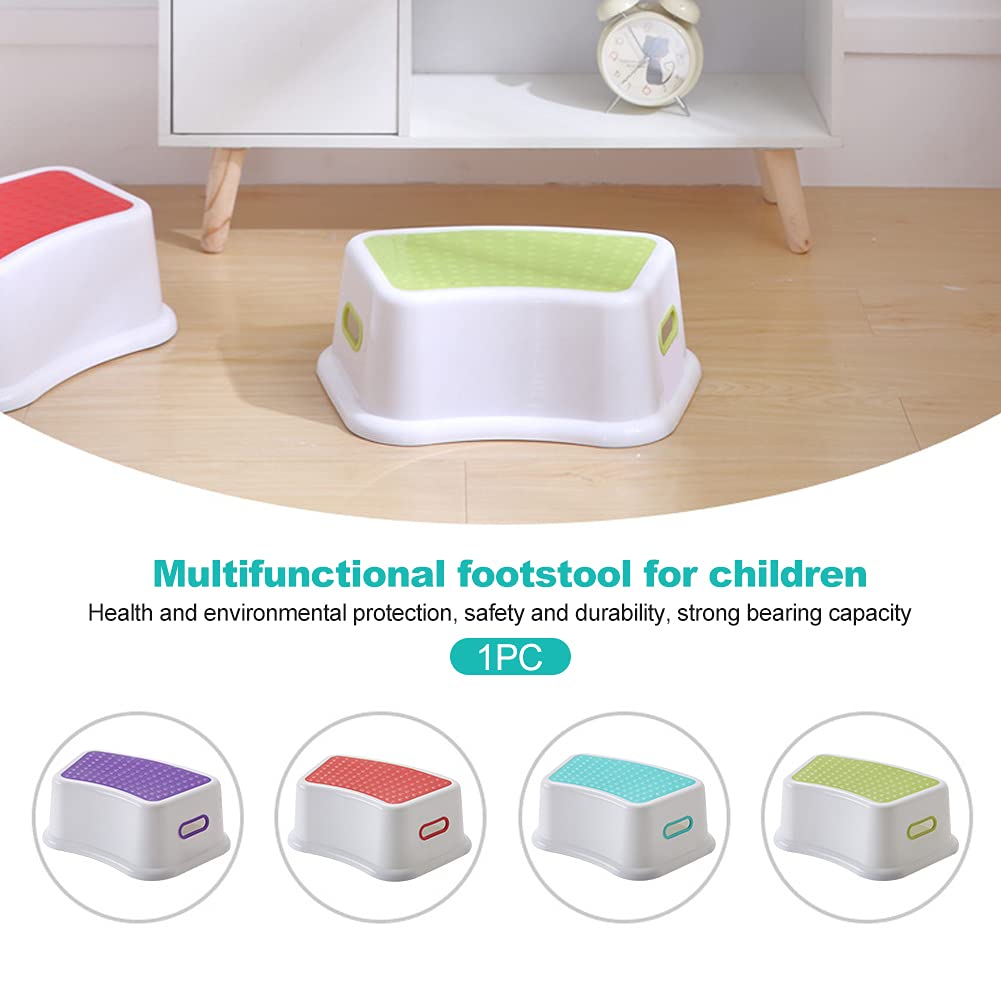 Multifunctional footstool for children
Health and environmental protection, safety and durability, strong bearing capacity
1PC